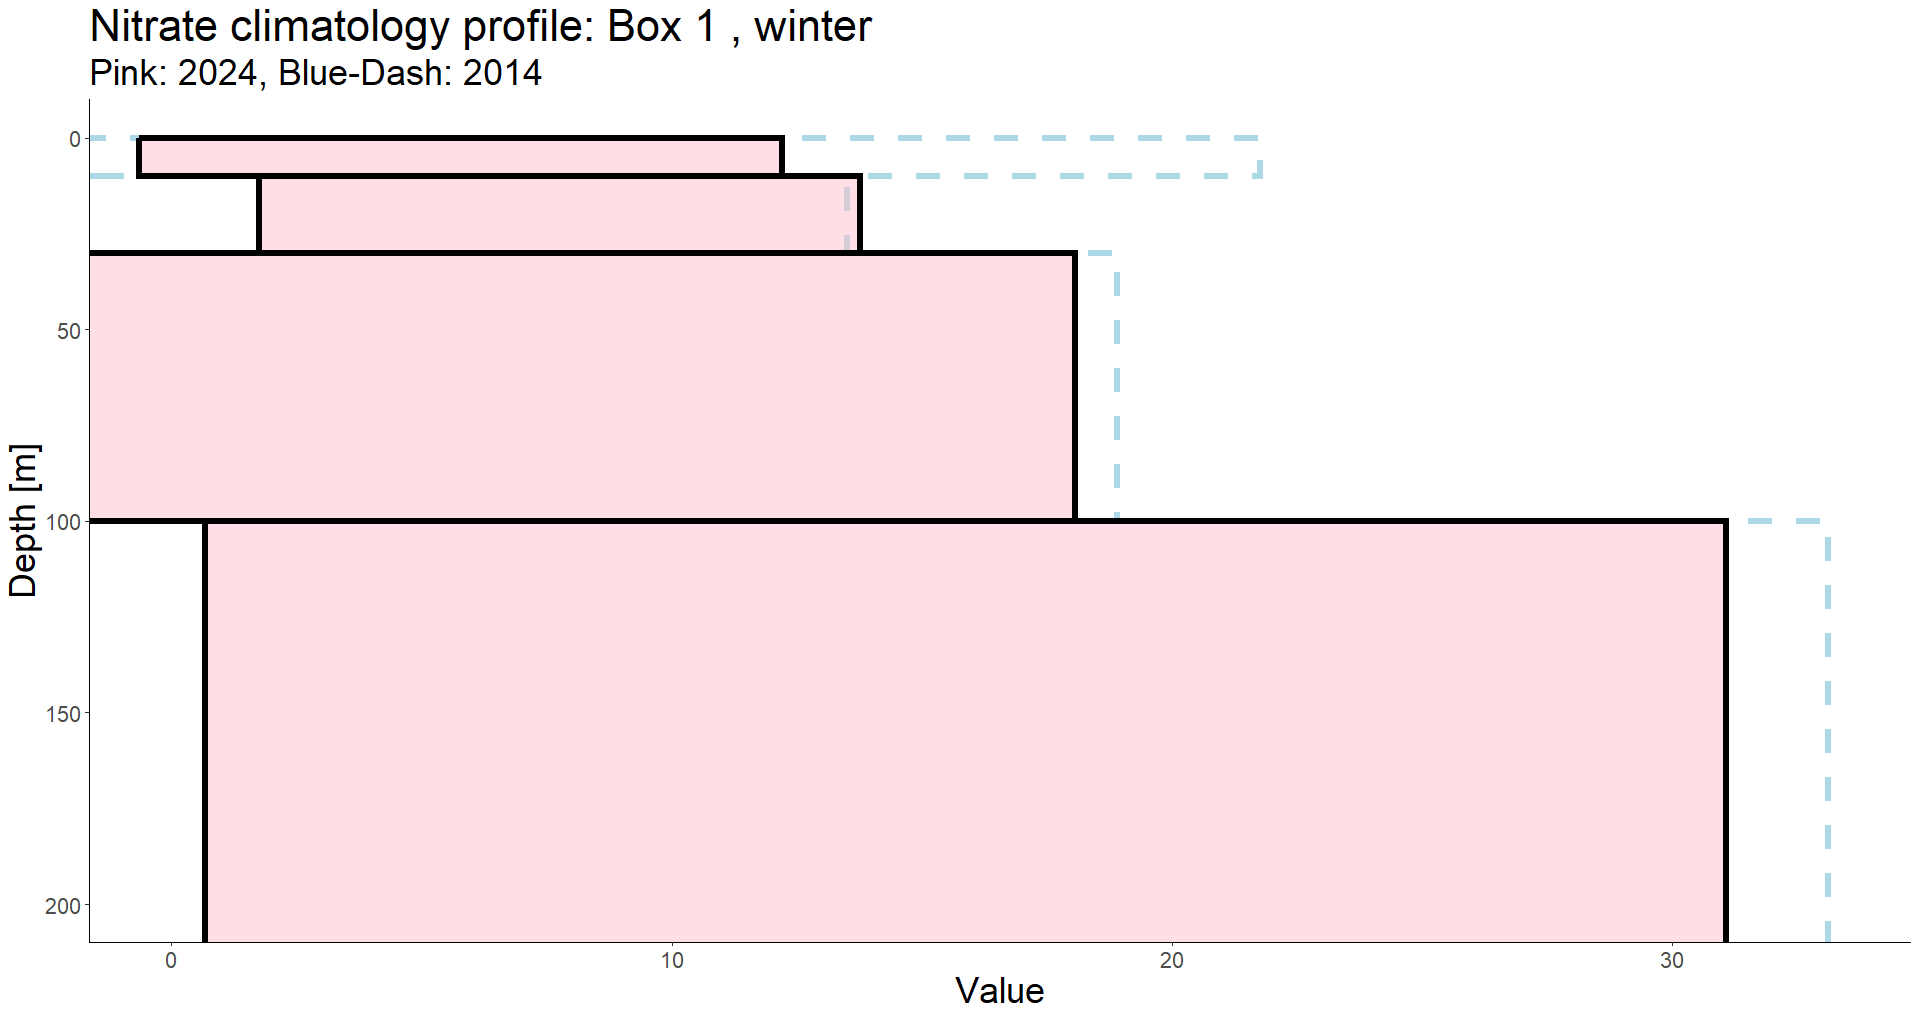 Nitrate climatology profile: Box 1 , winter
Pink: 2024, Blue-Dash: 2014
0
50
100
150
200
Depth [m]
0
10
20
30
Value